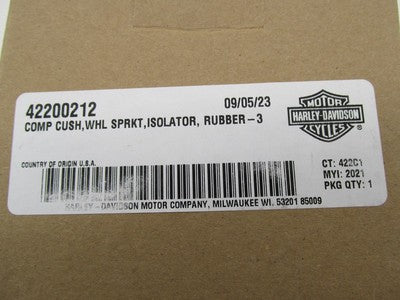 42200212 09/05/23
COMP CUSH,WHL SPRKT,ISOLATOR, RUBBER-3
MOTOR
HARLEY-DAVIDSON
CYCLES
®
COUNTRY OF ORIGIN U.S.A.
CT: 422C1
MYI: 2021
PKG QTY: 1
HARLEY - DAVIDSON MOTOR COMPANY, MILWAUKEE WI. 53201 85009